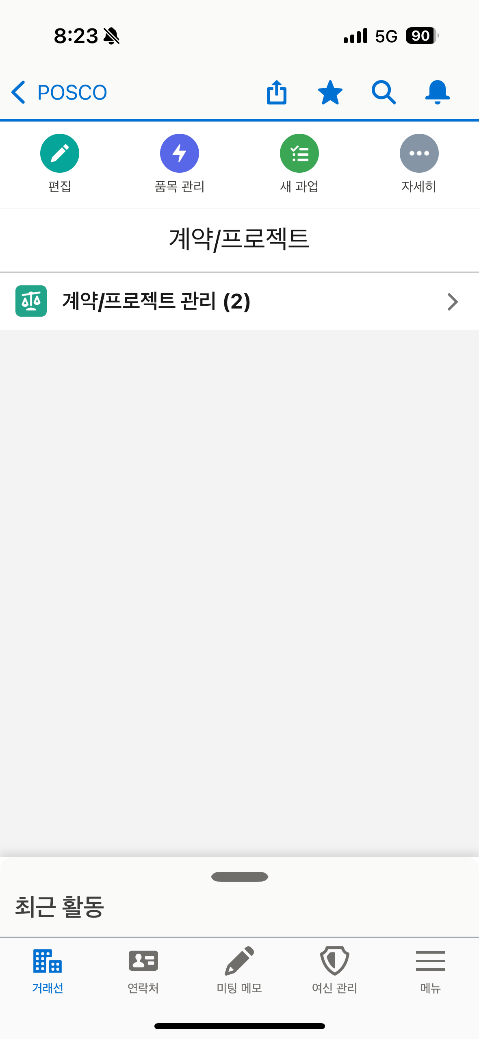 8:23
5G 90
POSCO
편집 품목 관리 새 과업 자세히
계약/프로젝트
계약/프로젝트 관리 (2)
최근 활동
거래선 연락처 미팅 메모 여신 관리 메뉴